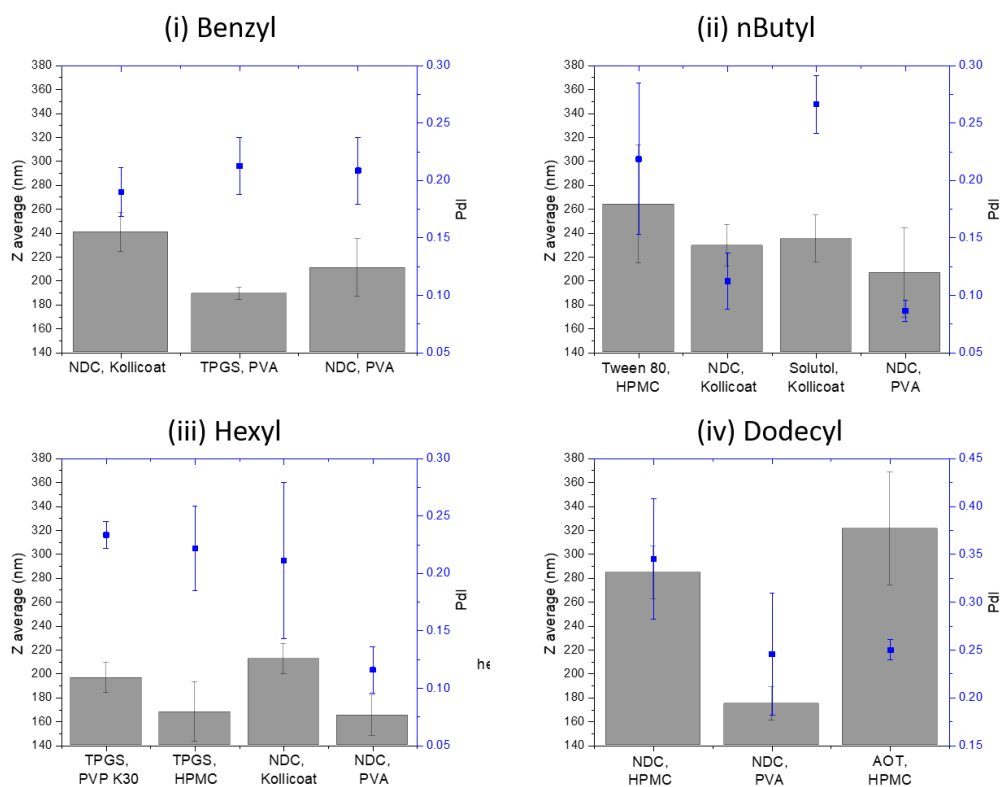 (i) Benzyl
380
360
340
320
300
280
260
240
220
200
180
160
140
Z average (nm)
0.30
0.25
0.20
0.15
0.10
0.05
PdI
NDC, Kollicoat
TPGS, PVA
NDC, PVA
(ii) nButyl
380
360
340
320
300
280
260
240
220
200
180
160
140
Z average (nm)
0.30
0.25
0.20
0.15
0.10
0.05
PdI
Tween 80,
HPMC
NDC,
Kollicoat
Solutol,
Kollicoat
NDC,
PVA
(iii) Hexyl
380
360
340
320
300
280
260
240
220
200
180
160
140
Z average (nm)
0.30
0.25
0.20
0.15
0.10
0.05
PdI
TPGS,
PVP K30
TPGS,
HPMC
NDC,
Kollicoat
NDC,
PVA
(iv) Dodecyl
380
360
340
320
300
280
260
240
220
200
180
160
140
Z average (nm)
0.45
0.40
0.35
0.30
0.25
0.20
0.15
PdI
NDC,
HPMC
NDC,
PVA
AOT,
HPMC